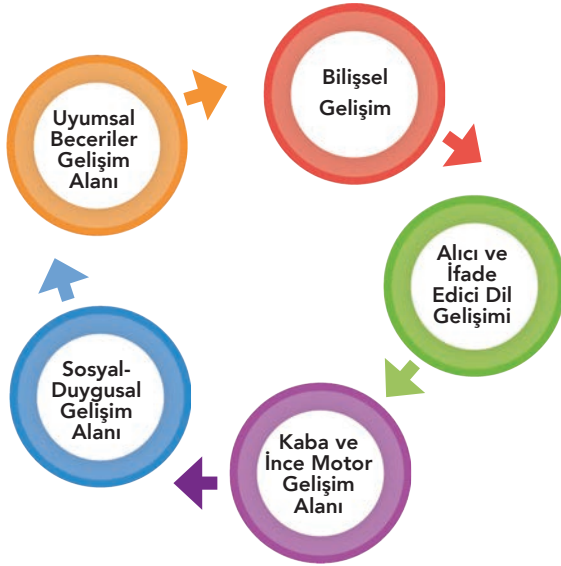 Bilişsel
Gelişim
Alıcı ve
İfade
Edici Dil
Gelişimi
Kaba ve
İnce Motor
Gelişim
Alanı
Sosyal-
Duygusal
Gelişim
Alanı
Uyumsal
Beceriler
Gelişim
Alanı